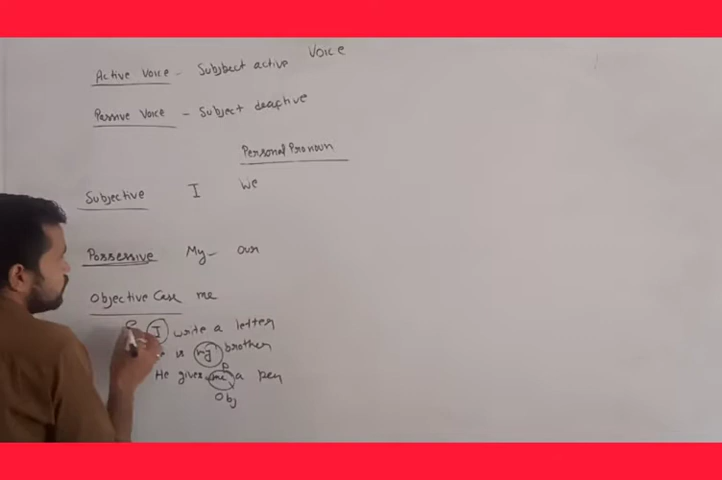 Voice
Active Voice - Subject active
Passive Voice - Subject deactive
Personal Pronoun
Subjective I We
Possessive My- our
Objective Case me
I write a letter
is my brother
He gives me a pen
Obj